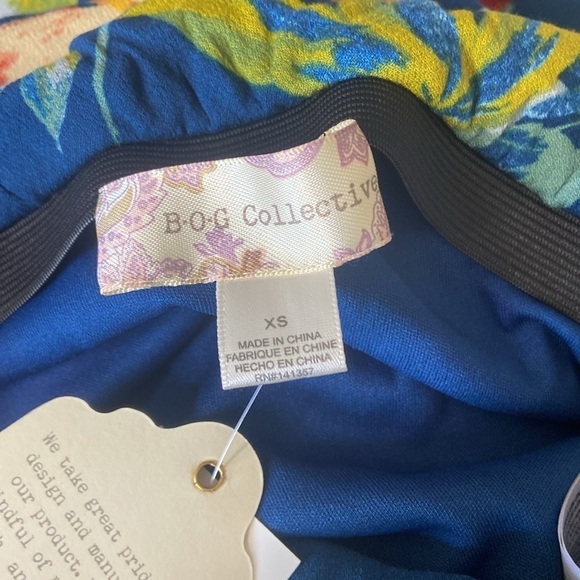 B·O·G Collective
XS
MADE IN CHINA
FABRIQUE EN CHINE
HECHO EN CHINA
RN#141357
We take great prid
design and manu
our product.
indful of